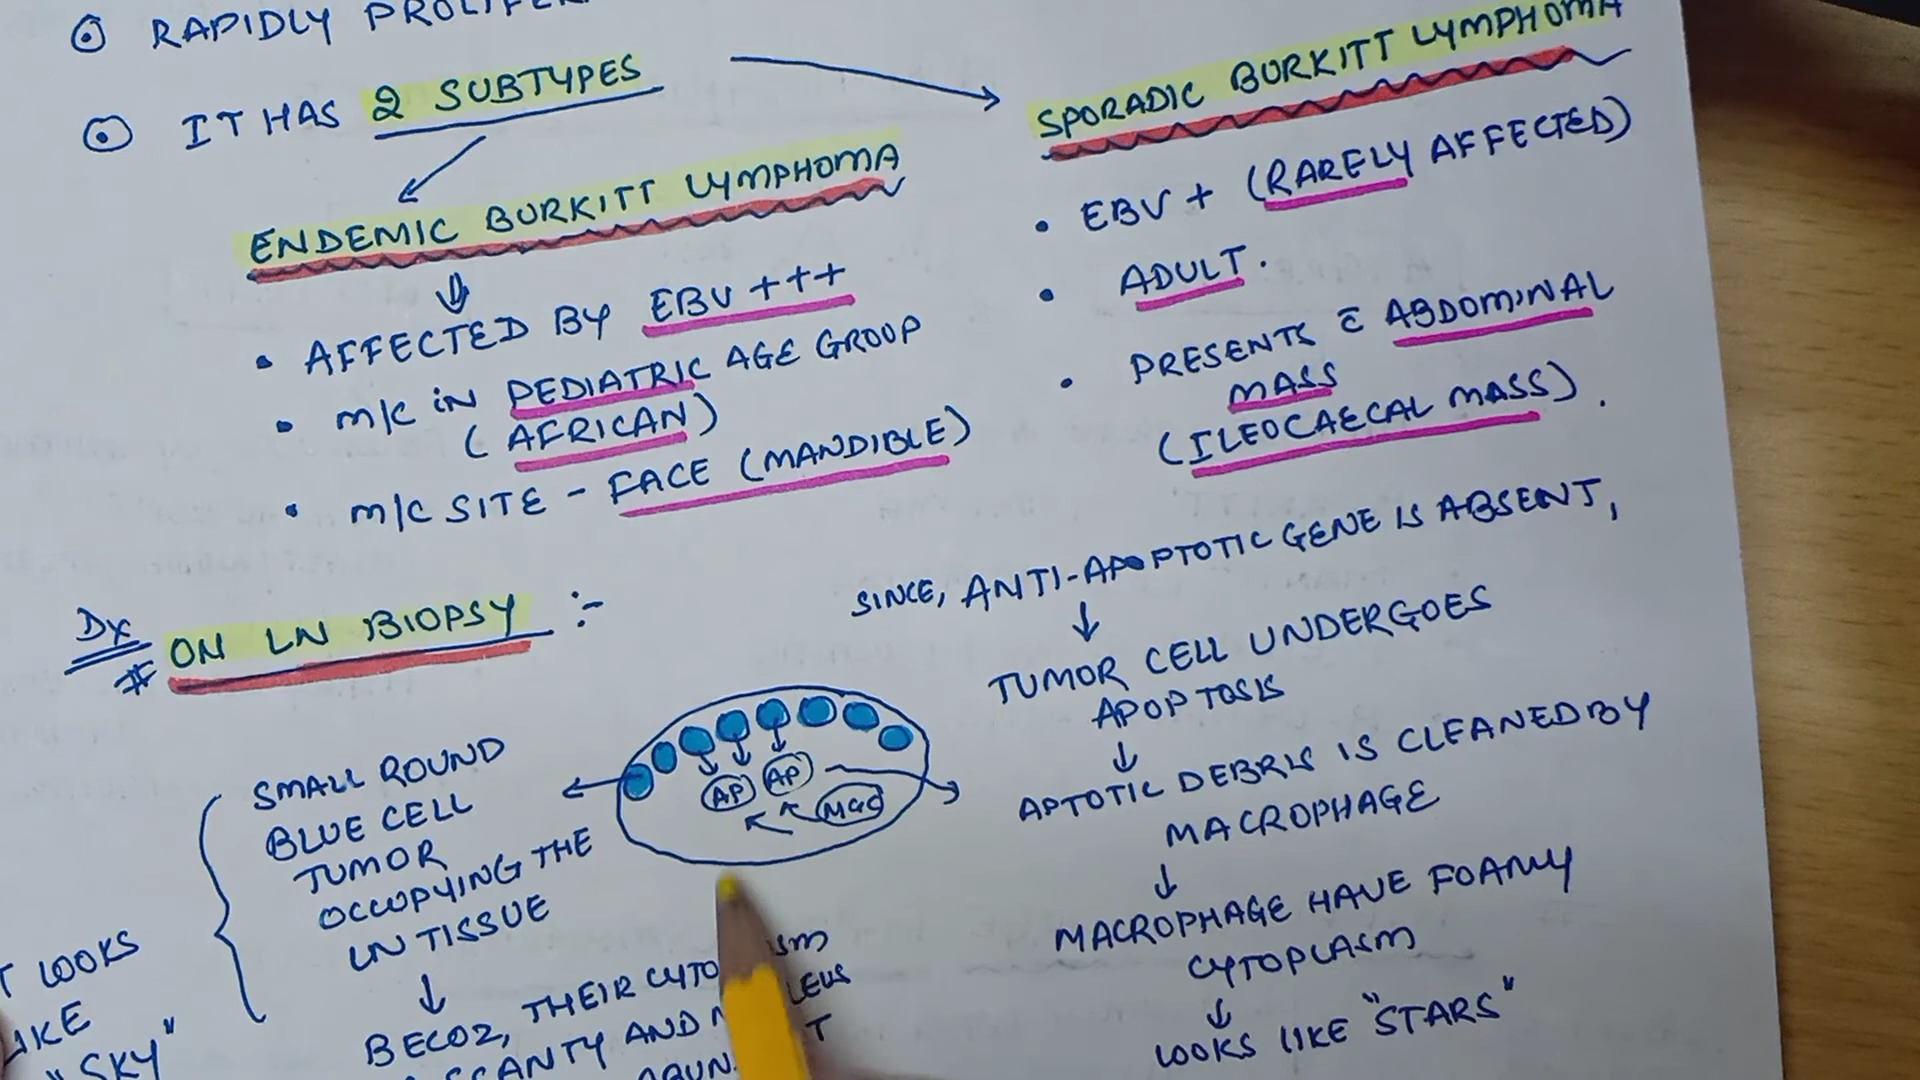 ⊙ RAPIDLY
⊙ IT HAS 2 SUBTYPES
ENDEMIC BURKITT LYMPHOMA
• AFFECTED BY EBV +++
• M/C IN PEDIATRIC AGE GROUP
(AFRICAN)
• M/C SITE - FACE (MANDIBLE)
SPORADIC BURKITT LYMPHOMA
• EBV + (RARELY AFFECTED)
• ADULT.
• PRESENTS c̄ ABDOMINAL
MASS
(ILEOCAECAL MASS).
Dx
# ON LN BIOPSY :-
SMALL ROUND
BLUE CELL
TUMOR
OCCUPYING THE
LN TISSUE
↓
BECOZ, THEIR
SCANTY AND
LOOKS
"SKY"
AP AP
MAC
SINCE, ANTI-APOPTOTIC GENE IS ABSENT,
↓
TUMOR CELL UNDERGOES
APOPTOSIS
↓
APTOTIC DEBRIS IS CLEANED BY
MACROPHAGE
↓
MACROPHAGE HAVE FOAMY
CYTOPLASM
↓
LOOKS LIKE "STARS"